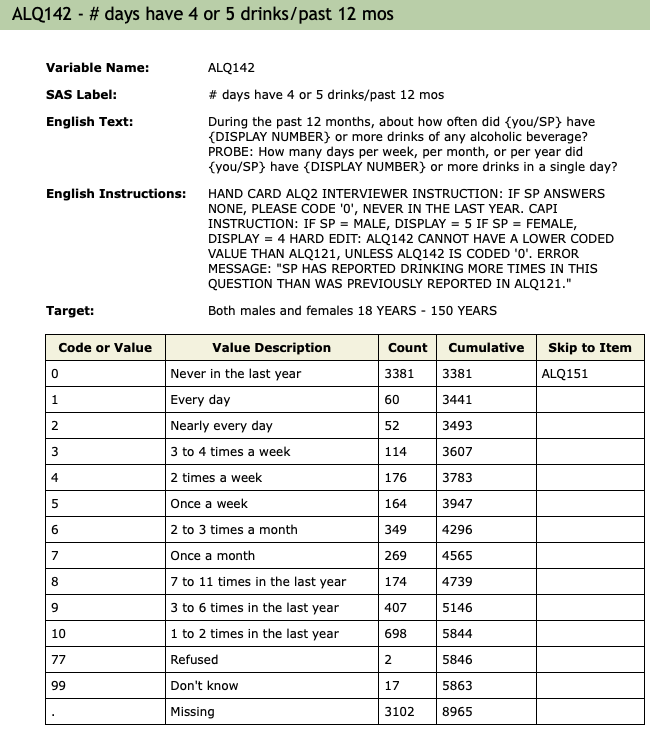 ALQ142 - # days have 4 or 5 drinks/past 12 mos
Variable Name: ALQ142
SAS Label: # days have 4 or 5 drinks/past 12 mos
English Text: During the past 12 months, about how often did {you/SP} have
{DISPLAY NUMBER} or more drinks of any alcoholic beverage?
PROBE: How many days per week, per month, or per year did
{you/SP} have {DISPLAY NUMBER} or more drinks in a single day?
English Instructions: HAND CARD ALQ2 INTERVIEWER INSTRUCTION: IF SP ANSWERS
NONE, PLEASE CODE '0', NEVER IN THE LAST YEAR. CAPI
INSTRUCTION: IF SP = MALE, DISPLAY = 5 IF SP = FEMALE,
DISPLAY = 4 HARD EDIT: ALQ142 CANNOT HAVE A LOWER CODED
VALUE THAN ALQ121, UNLESS ALQ142 IS CODED '0'. ERROR
MESSAGE: "SP HAS REPORTED DRINKING MORE TIMES IN THIS
QUESTION THAN WAS PREVIOUSLY REPORTED IN ALQ121."
Target: Both males and females 18 YEARS - 150 YEARS
Code or Value Value Description Count Cumulative Skip to Item
0 Never in the last year 3381 3381 ALQ151
1 Every day 60 3441
2 Nearly every day 52 3493
3 3 to 4 times a week 114 3607
4 2 times a week 176 3783
5 Once a week 164 3947
6 2 to 3 times a month 349 4296
7 Once a month 269 4565
8 7 to 11 times in the last year 174 4739
9 3 to 6 times in the last year 407 5146
10 1 to 2 times in the last year 698 5844
77 Refused 2 5846
99 Don't know 17 5863
. Missing 3102 8965